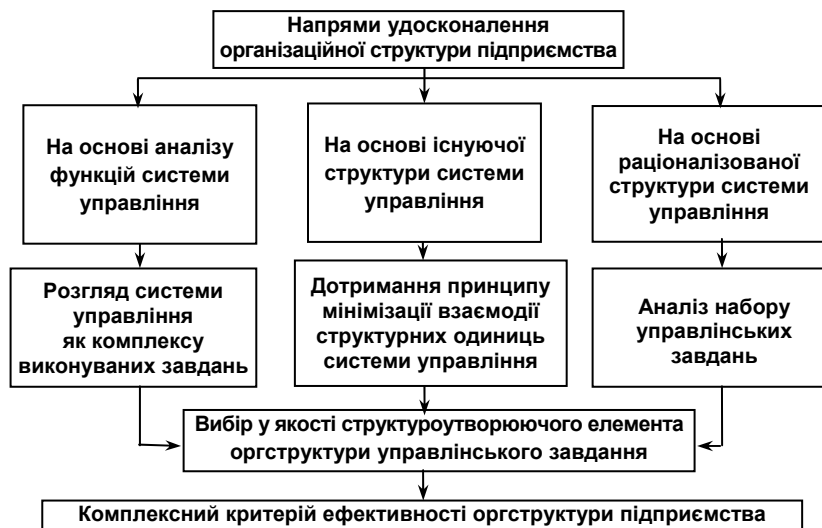 Напрями удосконалення
організаційної структури підприємства
На основі аналізу
функцій системи
управління
На основі існуючої
структури системи
управління
На основі
раціоналізованої
структури системи
управління
Розгляд системи
управління
як комплексу
виконуваних завдань
Дотримання принципу
мінімізації взаємодії
структурних одиниць
системи управління
Аналіз набору
управлінських
завдань
Вибір у якості структуроутворюючого елемента
оргструктури управлінського завдання
Комплексний критерій ефективності оргструктури підприємства